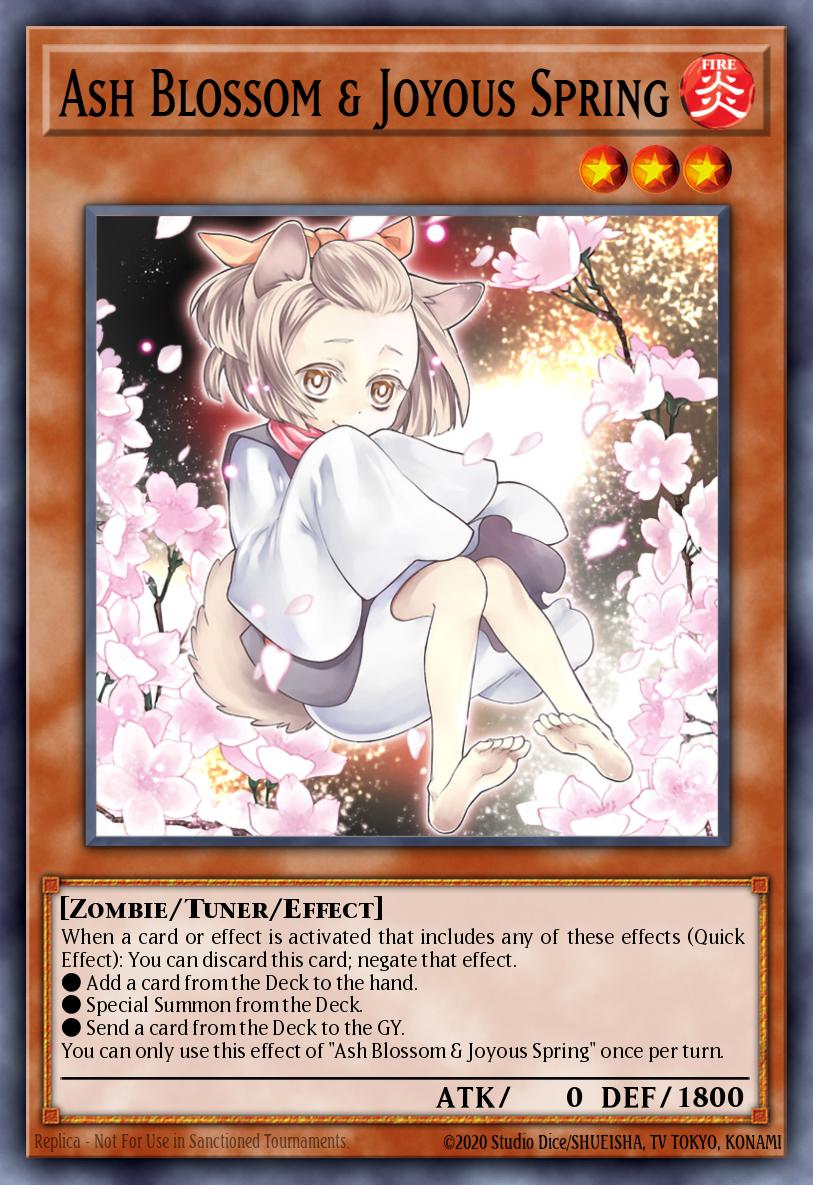 Ash Blossom & Joyous Spring
FIRE
炎
[Zombie/Tuner/Effect]
When a card or effect is activated that includes any of these effects (Quick
Effect): You can discard this card; negate that effect.
● Add a card from the Deck to the hand.
● Special Summon from the Deck.
● Send a card from the Deck to the GY.
You can only use this effect of "Ash Blossom & Joyous Spring" once per turn.
ATK/ 0 DEF/1800
Replica - Not For Use in Sanctioned Tournaments.
©2020 Studio Dice/SHUEISHA, TV TOKYO, KONAMI